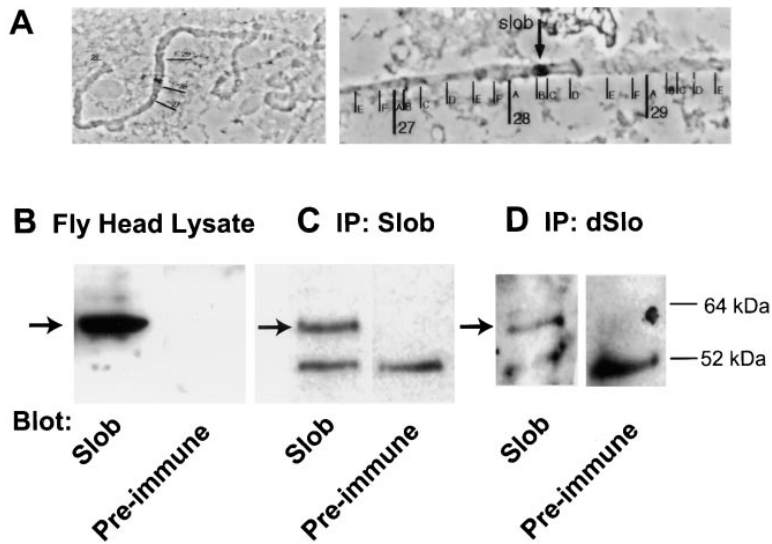 A
slob
E F A B C D E F A B C D E F A B C D E
27 28 29
B Fly Head Lysate
C IP: Slob
D IP: dSlo
64 kDa
52 kDa
Blot:
Slob
Pre-immune
Slob
Pre-immune
Slob
Pre-immune